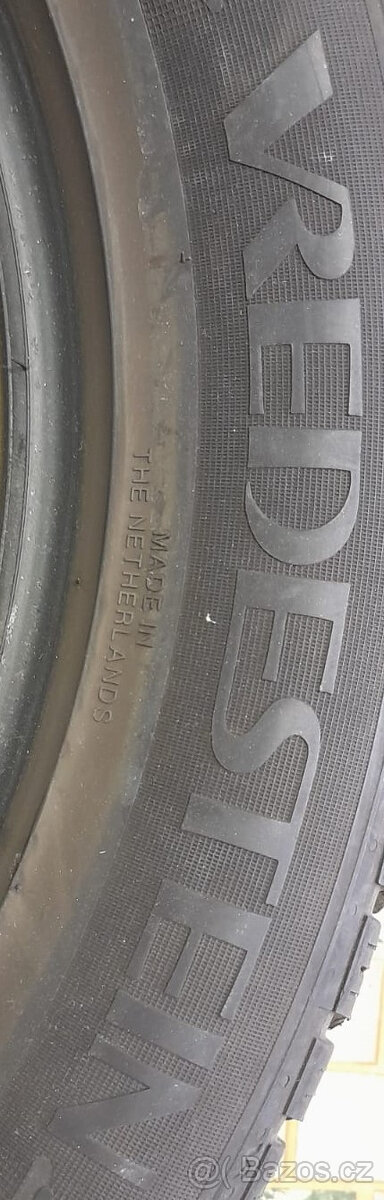 VREDESTEIN
MADE IN
THE NETHERLANDS
@ Bazos.cz